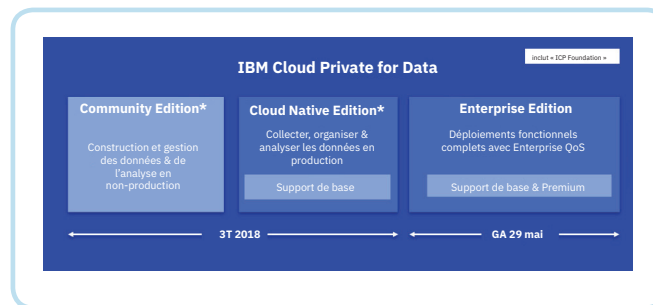 IBM Cloud Private for Data
inclut « ICP Foundation »
Community Edition*
Construction et gestion
des données & de
l'analyse en
non-production
Cloud Native Edition*
Collecter, organiser &
analyser les données en
production
Support de base
Enterprise Edition
Déploiements fonctionnels
complets avec Enterprise QoS
Support de base & Premium
3T 2018
GA 29 mai